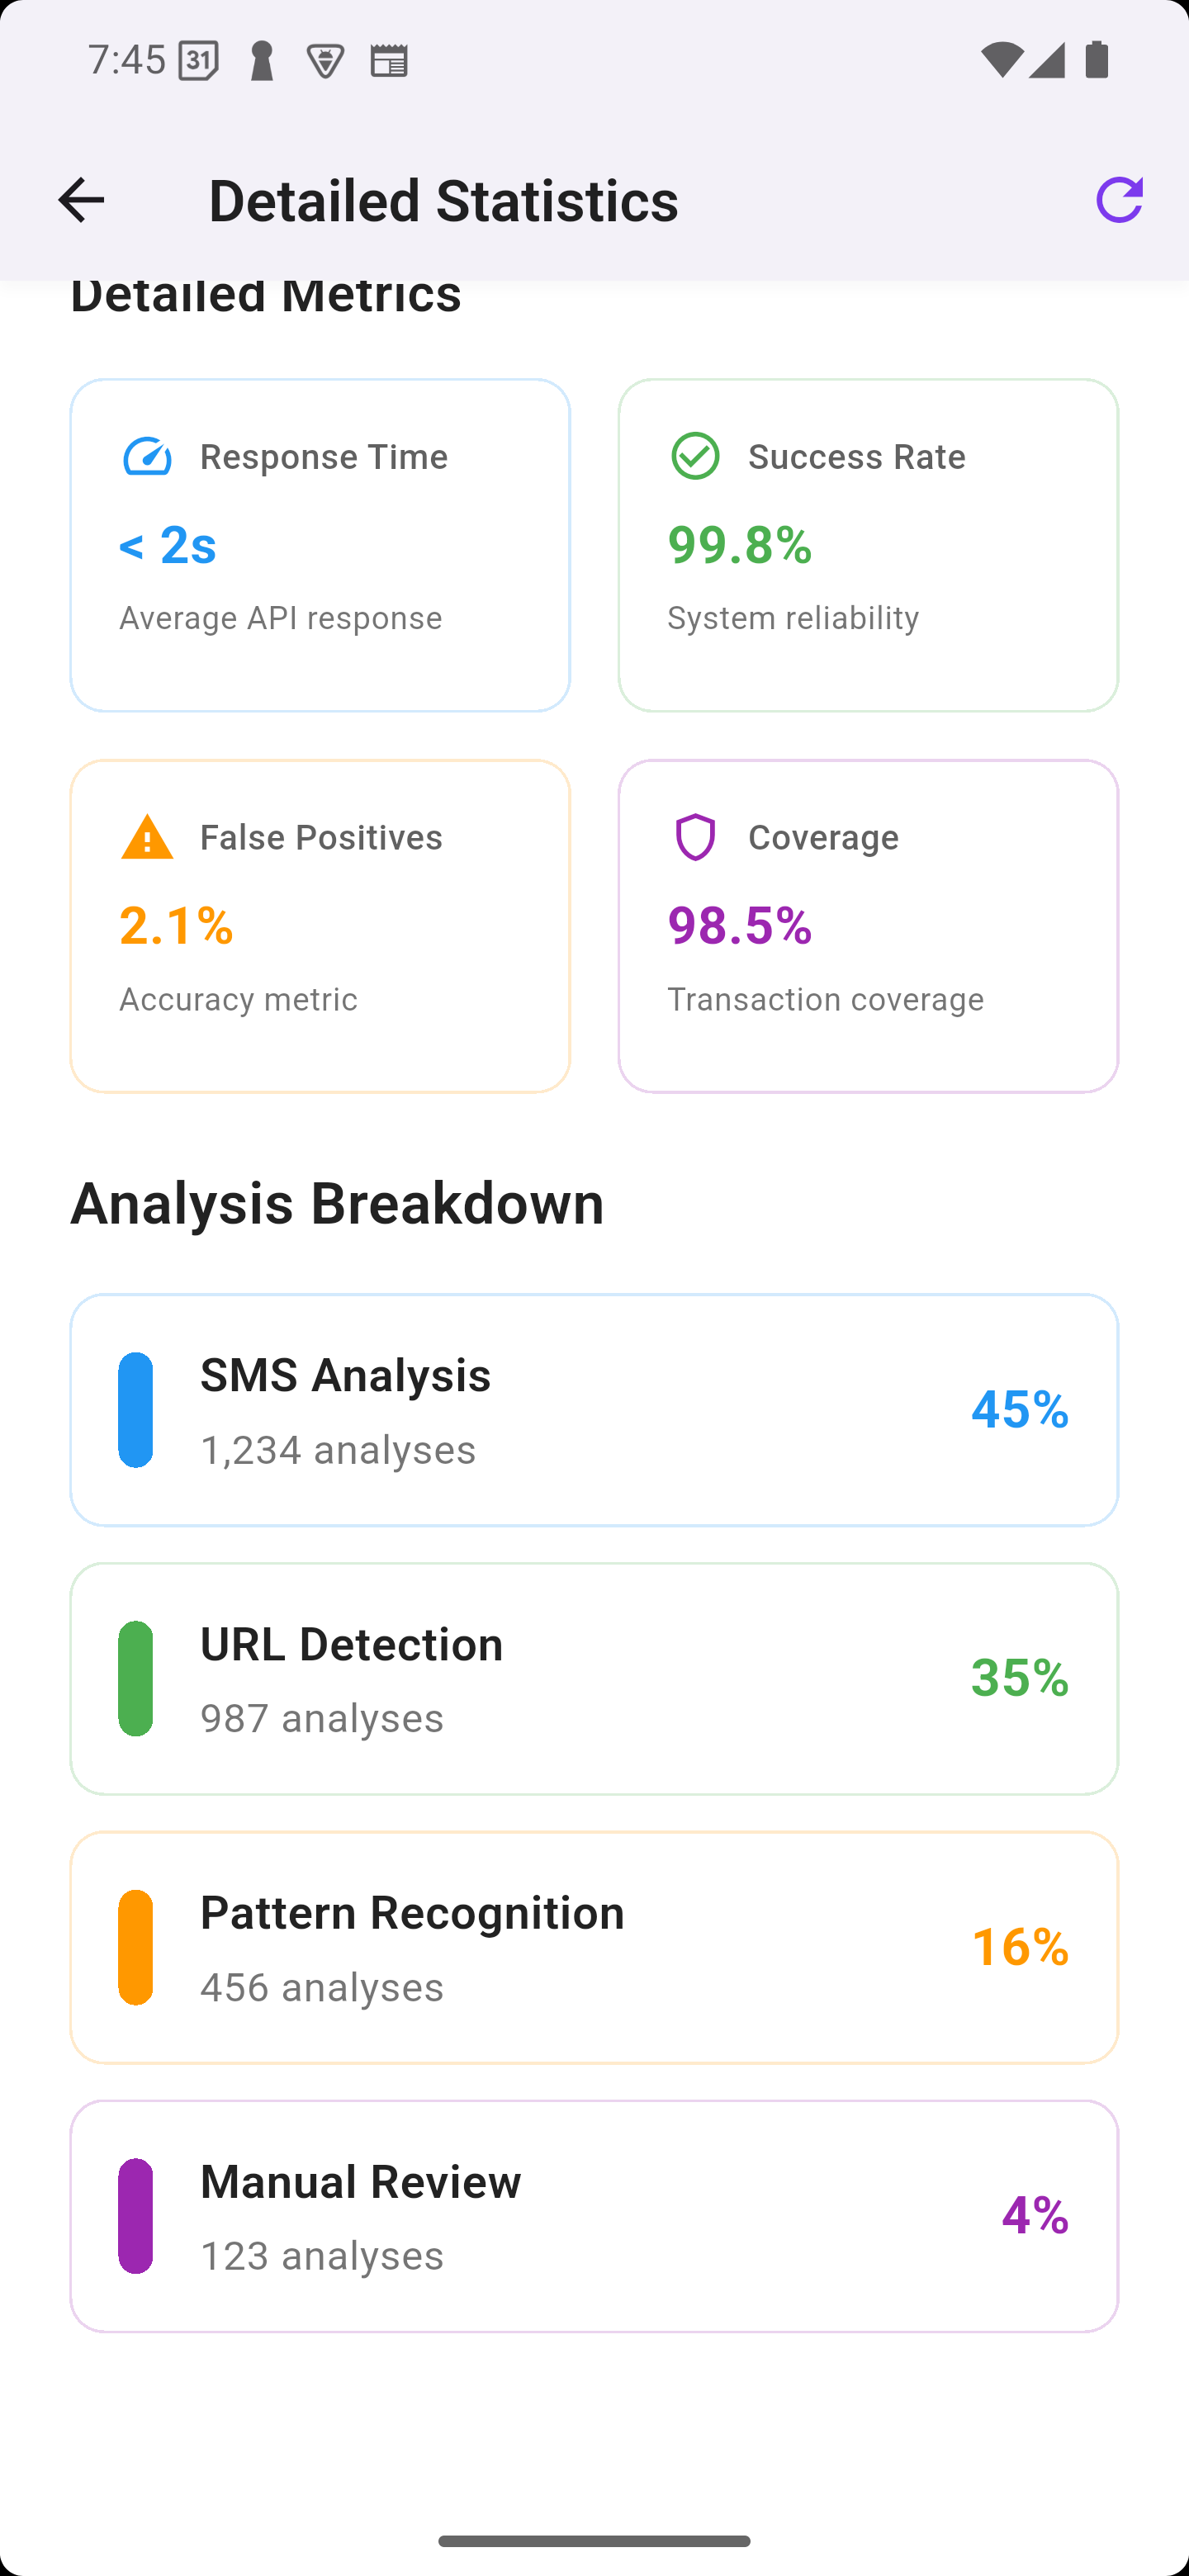 7:45 31
Detailed Statistics
Detailed Metrics
Response Time
< 2s
Average API response
Success Rate
99.8%
System reliability
False Positives
2.1%
Accuracy metric
Coverage
98.5%
Transaction coverage
Analysis Breakdown
SMS Analysis
1,234 analyses
45%
URL Detection
987 analyses
35%
Pattern Recognition
456 analyses
16%
Manual Review
123 analyses
4%